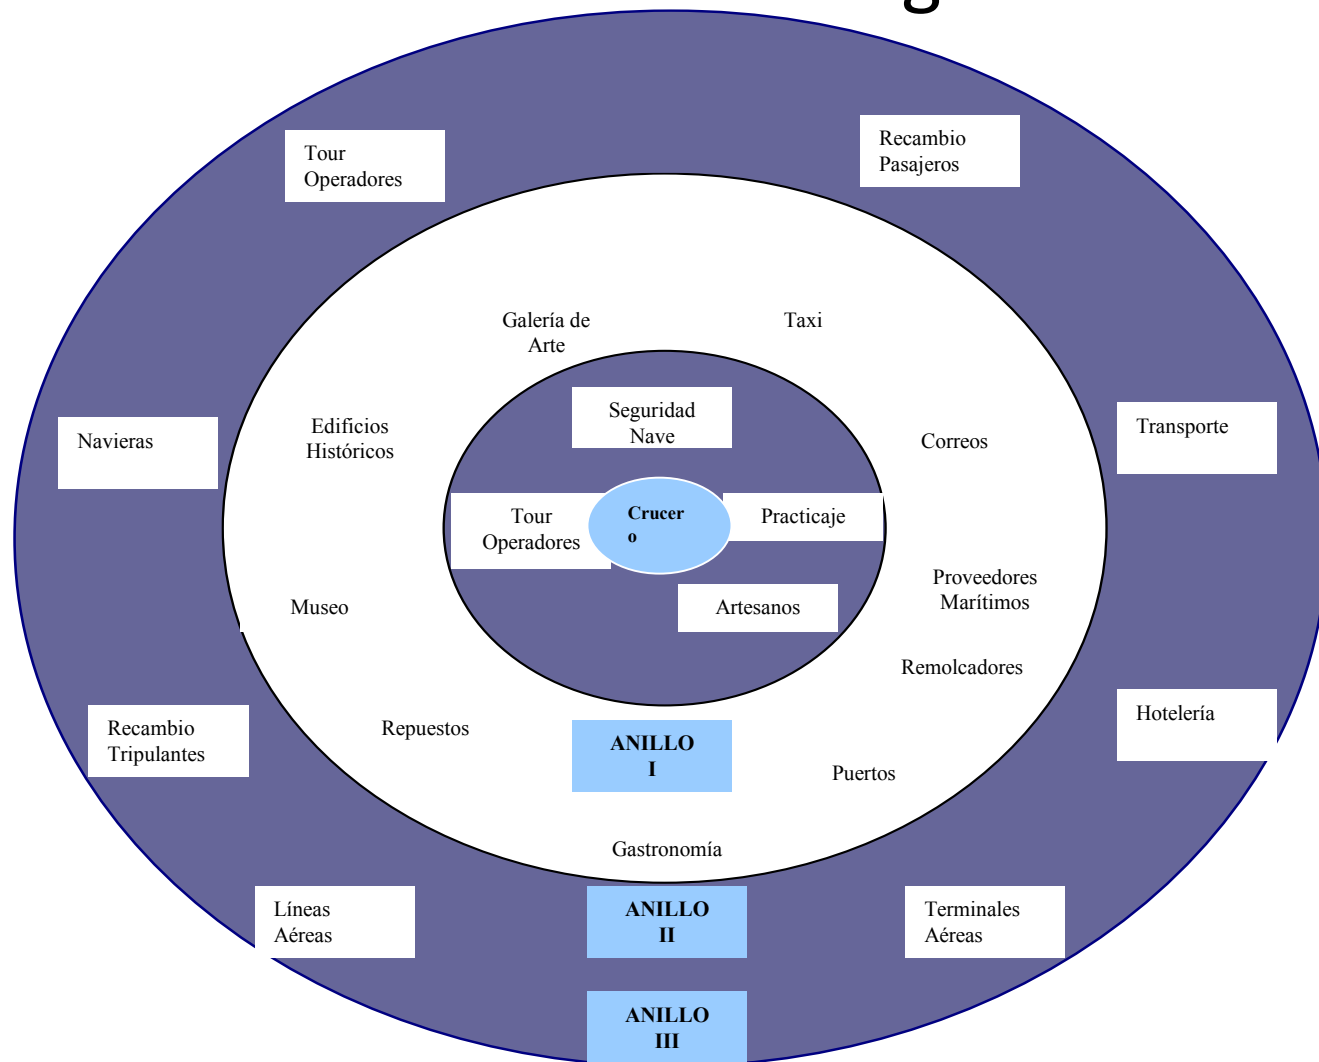 g
Tour
Operadores
Recambio
Pasajeros
Galería de
Arte
Taxi
Seguridad
Nave
Edificios
Históricos
Navieras
Correos
Transporte
Tour
Operadores
Crucer
o
Practicaje
Proveedores
Marítimos
Museo
Artesanos
Remolcadores
Recambio
Tripulantes
Repuestos
ANILLO
I
Hotelería
Puertos
Gastronomía
Líneas
Aéreas
ANILLO
II
Terminales
Aéreas
ANILLO
III